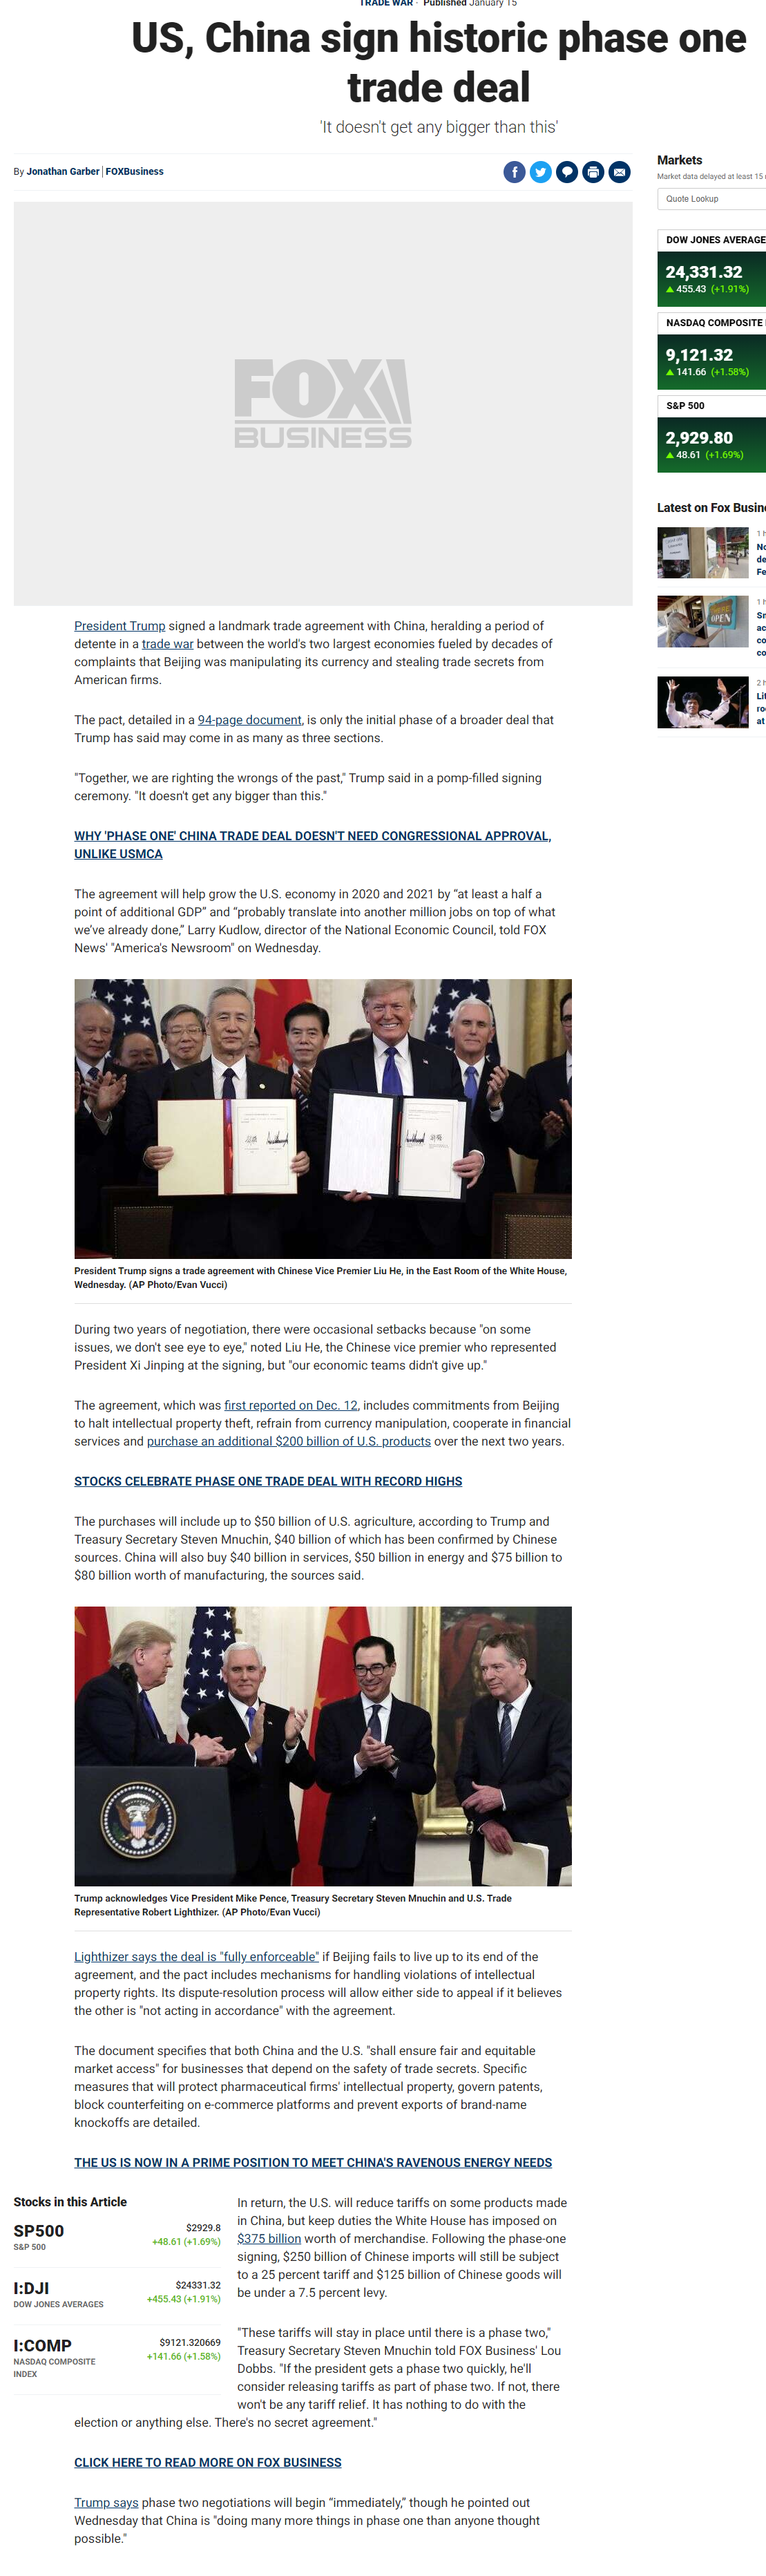 TRADE WAR · Published January 15
US, China sign historic phase one
trade deal
'It doesn't get any bigger than this'
By Jonathan Garber | FOXBusiness
FOX
BUSINESS
President Trump signed a landmark trade agreement with China, heralding a period of
detente in a trade war between the world's two largest economies fueled by decades of
complaints that Beijing was manipulating its currency and stealing trade secrets from
American firms.
The pact, detailed in a 94-page document, is only the initial phase of a broader deal that
Trump has said may come in as many as three sections.
"Together, we are righting the wrongs of the past," Trump said in a pomp-filled signing
ceremony. "It doesn't get any bigger than this."
WHY 'PHASE ONE' CHINA TRADE DEAL DOESN'T NEED CONGRESSIONAL APPROVAL,
UNLIKE USMCA
The agreement will help grow the U.S. economy in 2020 and 2021 by “at least a half a
point of additional GDP” and “probably translate into another million jobs on top of what
we’ve already done,” Larry Kudlow, director of the National Economic Council, told FOX
News' "America's Newsroom" on Wednesday.
President Trump signs a trade agreement with Chinese Vice Premier Liu He, in the East Room of the White House,
Wednesday. (AP Photo/Evan Vucci)
During two years of negotiation, there were occasional setbacks because "on some
issues, we don't see eye to eye," noted Liu He, the Chinese vice premier who represented
President Xi Jinping at the signing, but "our economic teams didn't give up."
The agreement, which was first reported on Dec. 12, includes commitments from Beijing
to halt intellectual property theft, refrain from currency manipulation, cooperate in financial
services and purchase an additional $200 billion of U.S. products over the next two years.
STOCKS CELEBRATE PHASE ONE TRADE DEAL WITH RECORD HIGHS
The purchases will include up to $50 billion of U.S. agriculture, according to Trump and
Treasury Secretary Steven Mnuchin, $40 billion of which has been confirmed by Chinese
sources. China will also buy $40 billion in services, $50 billion in energy and $75 billion to
$80 billion worth of manufacturing, the sources said.
Trump acknowledges Vice President Mike Pence, Treasury Secretary Steven Mnuchin and U.S. Trade
Representative Robert Lighthizer. (AP Photo/Evan Vucci)
Lighthizer says the deal is "fully enforceable" if Beijing fails to live up to its end of the
agreement, and the pact includes mechanisms for handling violations of intellectual
property rights. Its dispute-resolution process will allow either side to appeal if it believes
the other is "not acting in accordance" with the agreement.
The document specifies that both China and the U.S. "shall ensure fair and equitable
market access" for businesses that depend on the safety of trade secrets. Specific
measures that will protect pharmaceutical firms' intellectual property, govern patents,
block counterfeiting on e-commerce platforms and prevent exports of brand-name
knockoffs are detailed.
THE US IS NOW IN A PRIME POSITION TO MEET CHINA'S RAVENOUS ENERGY NEEDS
Stocks in this Article
SP500 $2929.8
S&P 500 +48.61 (+1.69%)
I:DJI $24331.32
DOW JONES AVERAGES +455.43 (+1.91%)
I:COMP $9121.320669
NASDAQ COMPOSITE +141.66 (+1.58%)
INDEX
In return, the U.S. will reduce tariffs on some products made
in China, but keep duties the White House has imposed on
$375 billion worth of merchandise. Following the phase-one
signing, $250 billion of Chinese imports will still be subject
to a 25 percent tariff and $125 billion of Chinese goods will
be under a 7.5 percent levy.
"These tariffs will stay in place until there is a phase two,"
Treasury Secretary Steven Mnuchin told FOX Business' Lou
Dobbs. "If the president gets a phase two quickly, he'll
consider releasing tariffs as part of phase two. If not, there
won't be any tariff relief. It has nothing to do with the
election or anything else. There's no secret agreement."
CLICK HERE TO READ MORE ON FOX BUSINESS
Trump says phase two negotiations will begin “immediately,” though he pointed out
Wednesday that China is "doing many more things in phase one than anyone thought
possible."
Markets
Market data delayed at least 15
Quote Lookup
DOW JONES AVERAGE
24,331.32
▲ 455.43 (+1.91%)
NASDAQ COMPOSITE
9,121.32
▲ 141.66 (+1.58%)
S&P 500
2,929.80
▲ 48.61 (+1.69%)
Latest on Fox Busin
1 h
No
de
Fe
OPEN
1 h
Sm
ac
co
co
2 h
Lit
ro
at